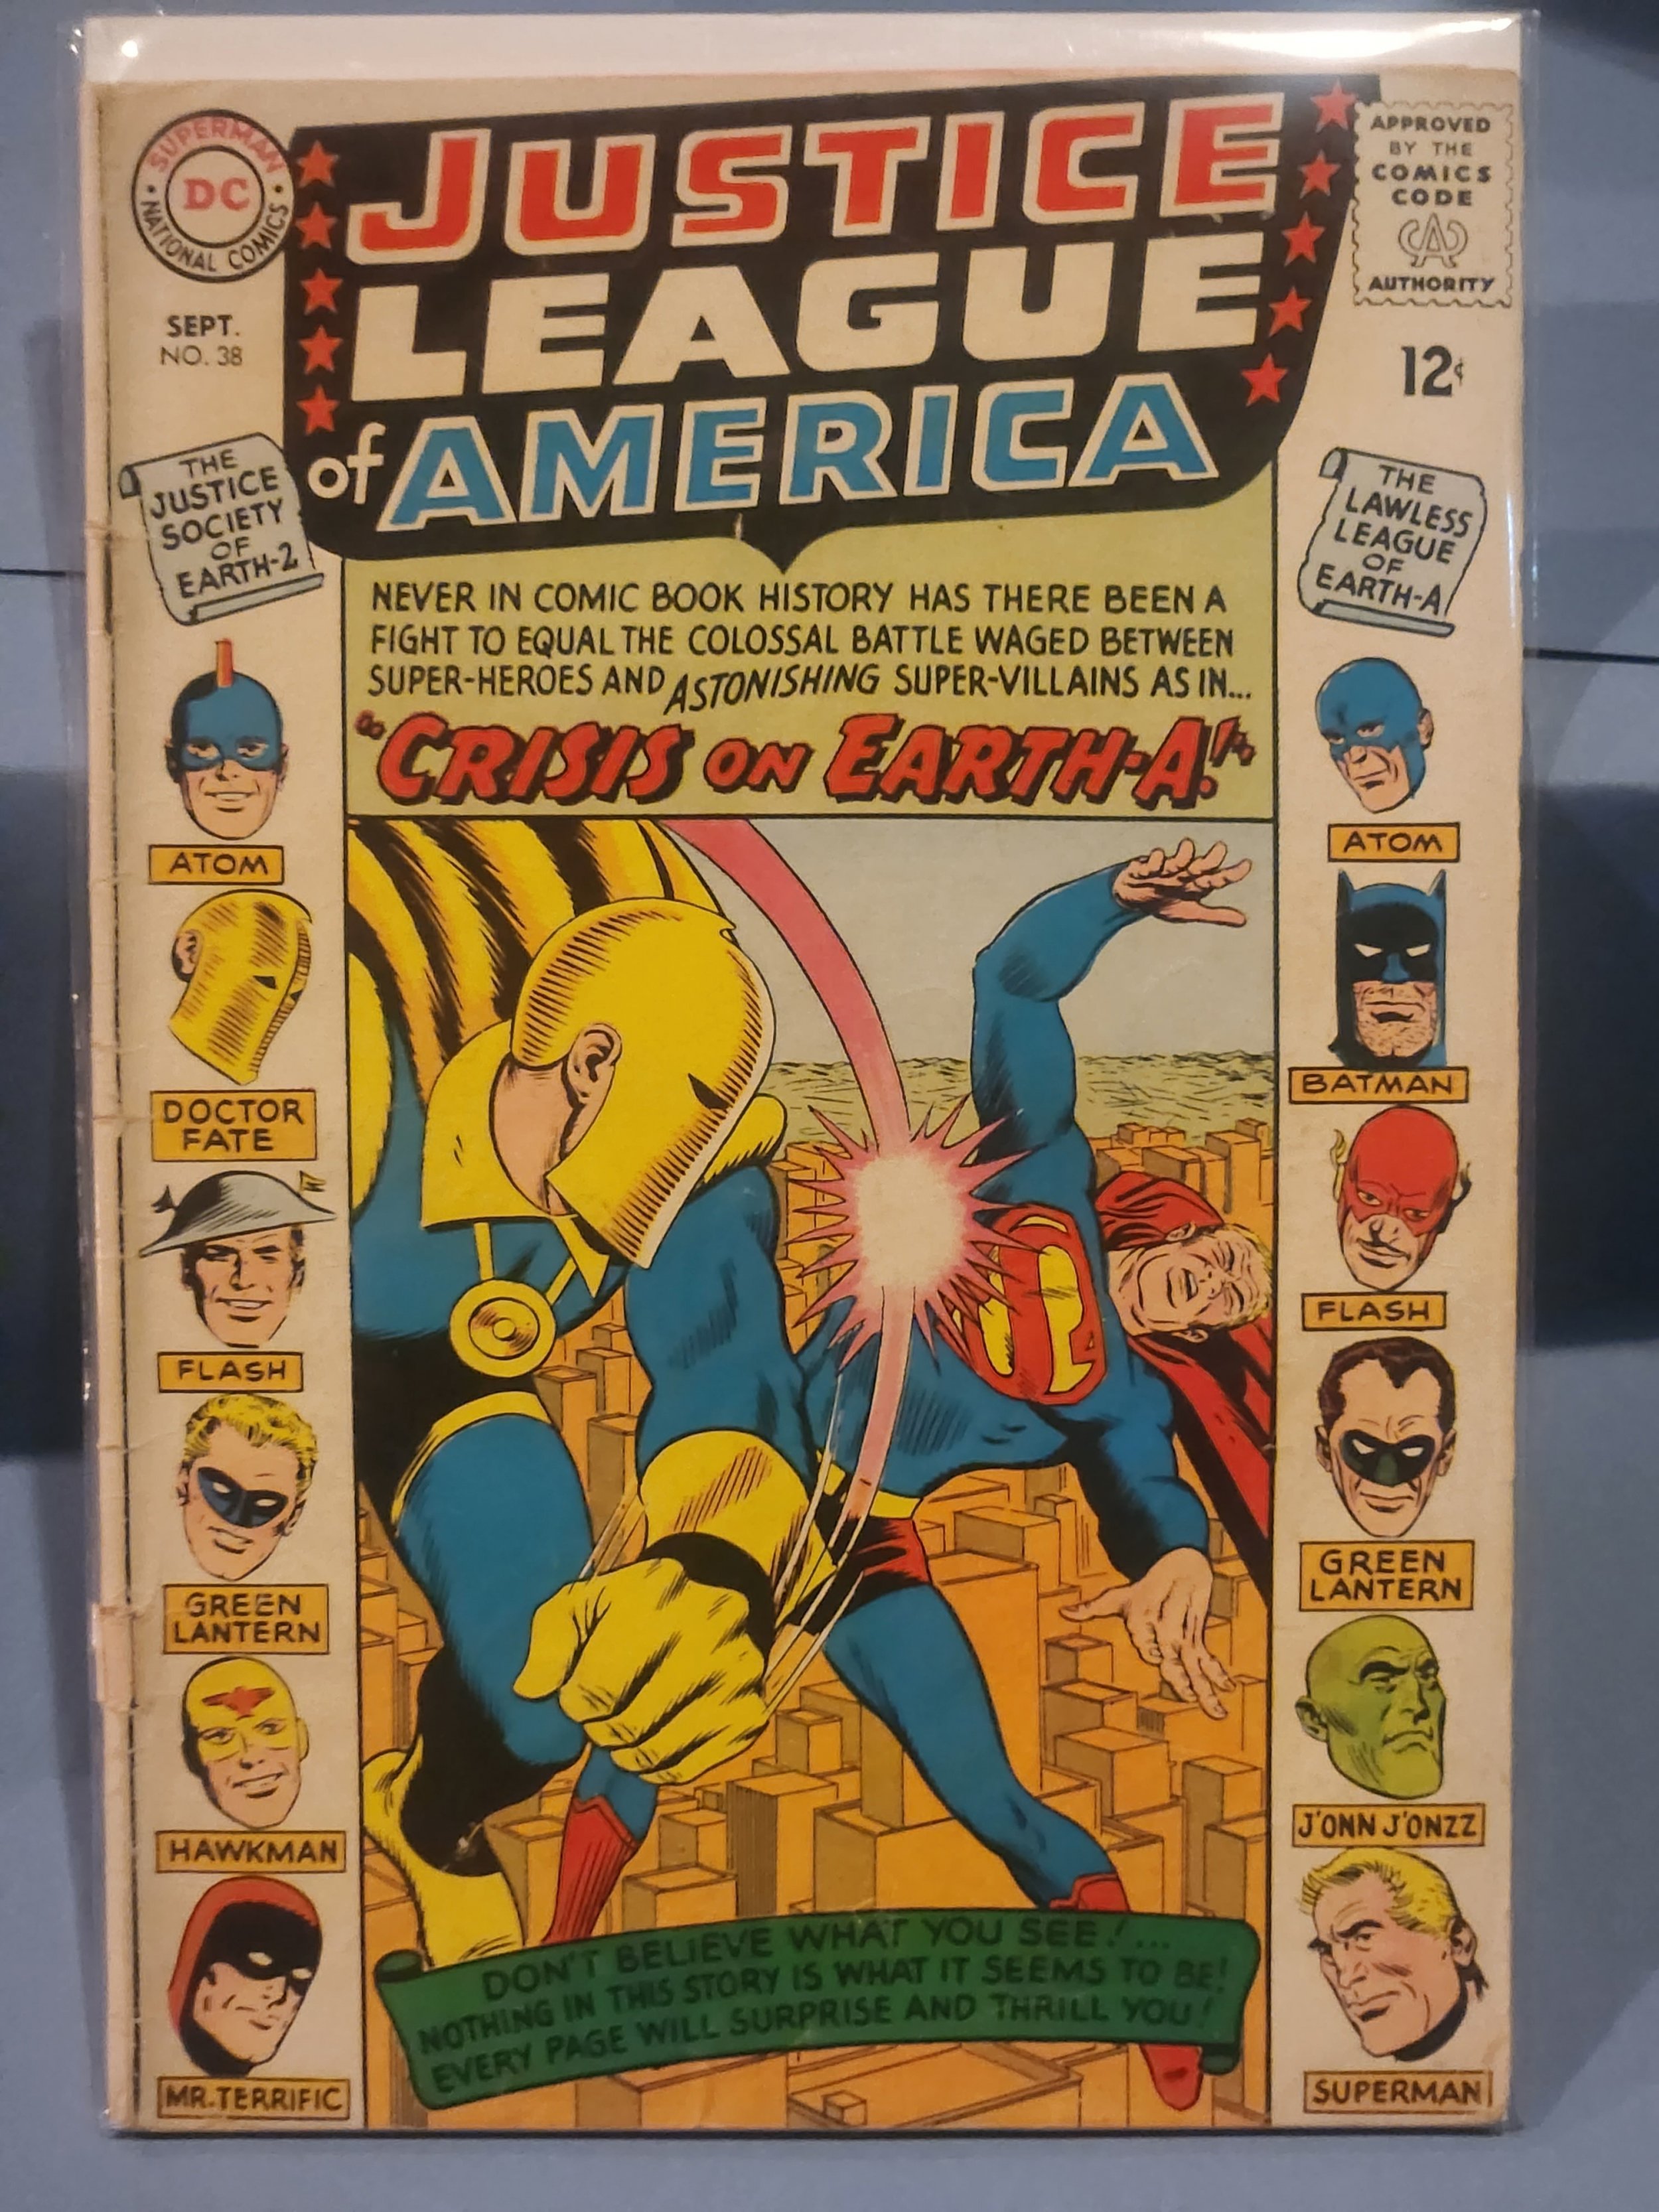 SUPERMAN
DC
NATIONAL COMICS
SEPT.
NO. 38
JUSTICE
LEAGUE
of AMERICA
APPROVED
BY THE
COMICS
CODE
CA
AUTHORITY
12¢
THE
JUSTICE
SOCIETY
OF
EARTH-2
THE
LAWLESS
LEAGUE
OF
EARTH-A
NEVER IN COMIC BOOK HISTORY HAS THERE BEEN A
FIGHT TO EQUAL THE COLOSSAL BATTLE WAGED BETWEEN
SUPER-HEROES AND ASTONISHING SUPER-VILLAINS AS IN...
"CRISIS ON EARTH-A!"
ATOM
DOCTOR
FATE
FLASH
GREEN
LANTERN
HAWKMAN
MR. TERRIFIC
ATOM
BATMAN
FLASH
GREEN
LANTERN
J'ONN J'ONZZ
SUPERMAN
DON'T BELIEVE WHAT YOU SEE!...
NOTHING IN THIS STORY IS WHAT IT SEEMS TO BE!
EVERY PAGE WILL SURPRISE AND THRILL YOU!